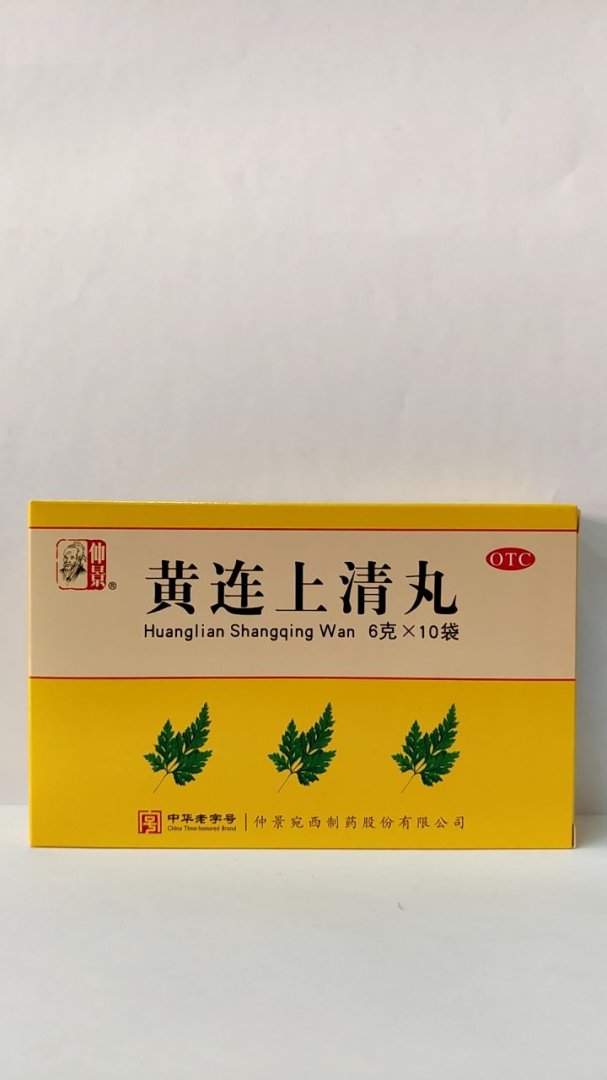 仲景®
OTC
黄连上清丸
Huanglian Shangqing Wan 6克×10袋
中华老字号
China Time-honored Brand
仲景宛西制药股份有限公司